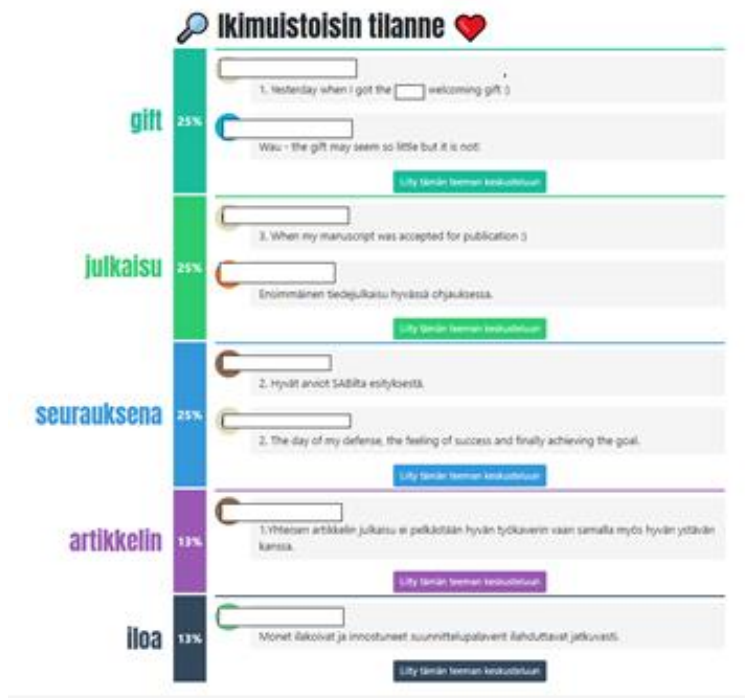 Ikimuistoisin tilanne
gift
25%
1. Yesterday when I got the welcoming gift :)
Wau - the gift may seem so little but it is not!
Liity tämän teeman keskusteluun
julkaisu
25%
3. When my manuscript was accepted for publication :)
Ensimmäinen tiedejulkaisu hyvässä ohjauksessa.
Liity tämän teeman keskusteluun
seurauksena
25%
2. Hyvät arviot SABilta esityksestä.
2. The day of my defense, the feeling of success and finally achieving the goal.
Liity tämän teeman keskusteluun
artikkelin
13%
1.Yhteisen artikkelin julkaisu ei pelkästään hyvän työkaverin vaan samalla myös hyvän ystävän
kanssa.
Liity tämän teeman keskusteluun
iloa
13%
Monet ilakoivat ja innostuneet suunnittelupalaverit ilahduttavat jatkuvasti.
Liity tämän teeman keskusteluun